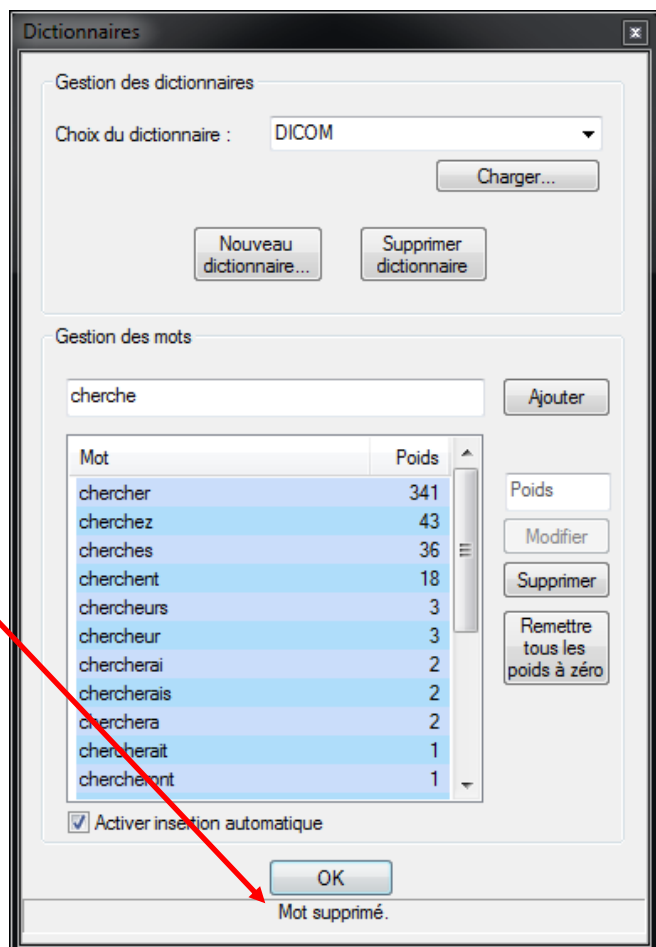 Dictionnaires
Gestion des dictionnaires
Choix du dictionnaire :
DICOM
Charger...
Nouveau
dictionnaire...
Supprimer
dictionnaire
Gestion des mots
cherche
Ajouter
Mot Poids
chercher 341
cherchez 43
cherches 36
cherchent 18
chercheurs 3
chercheur 3
chercherai 2
chercherais 2
cherchera 2
chercherait 1
chercheront 1
Poids
Modifier
Supprimer
Remettre
tous les
poids à zéro
Activer insertion automatique
OK
Mot supprimé.